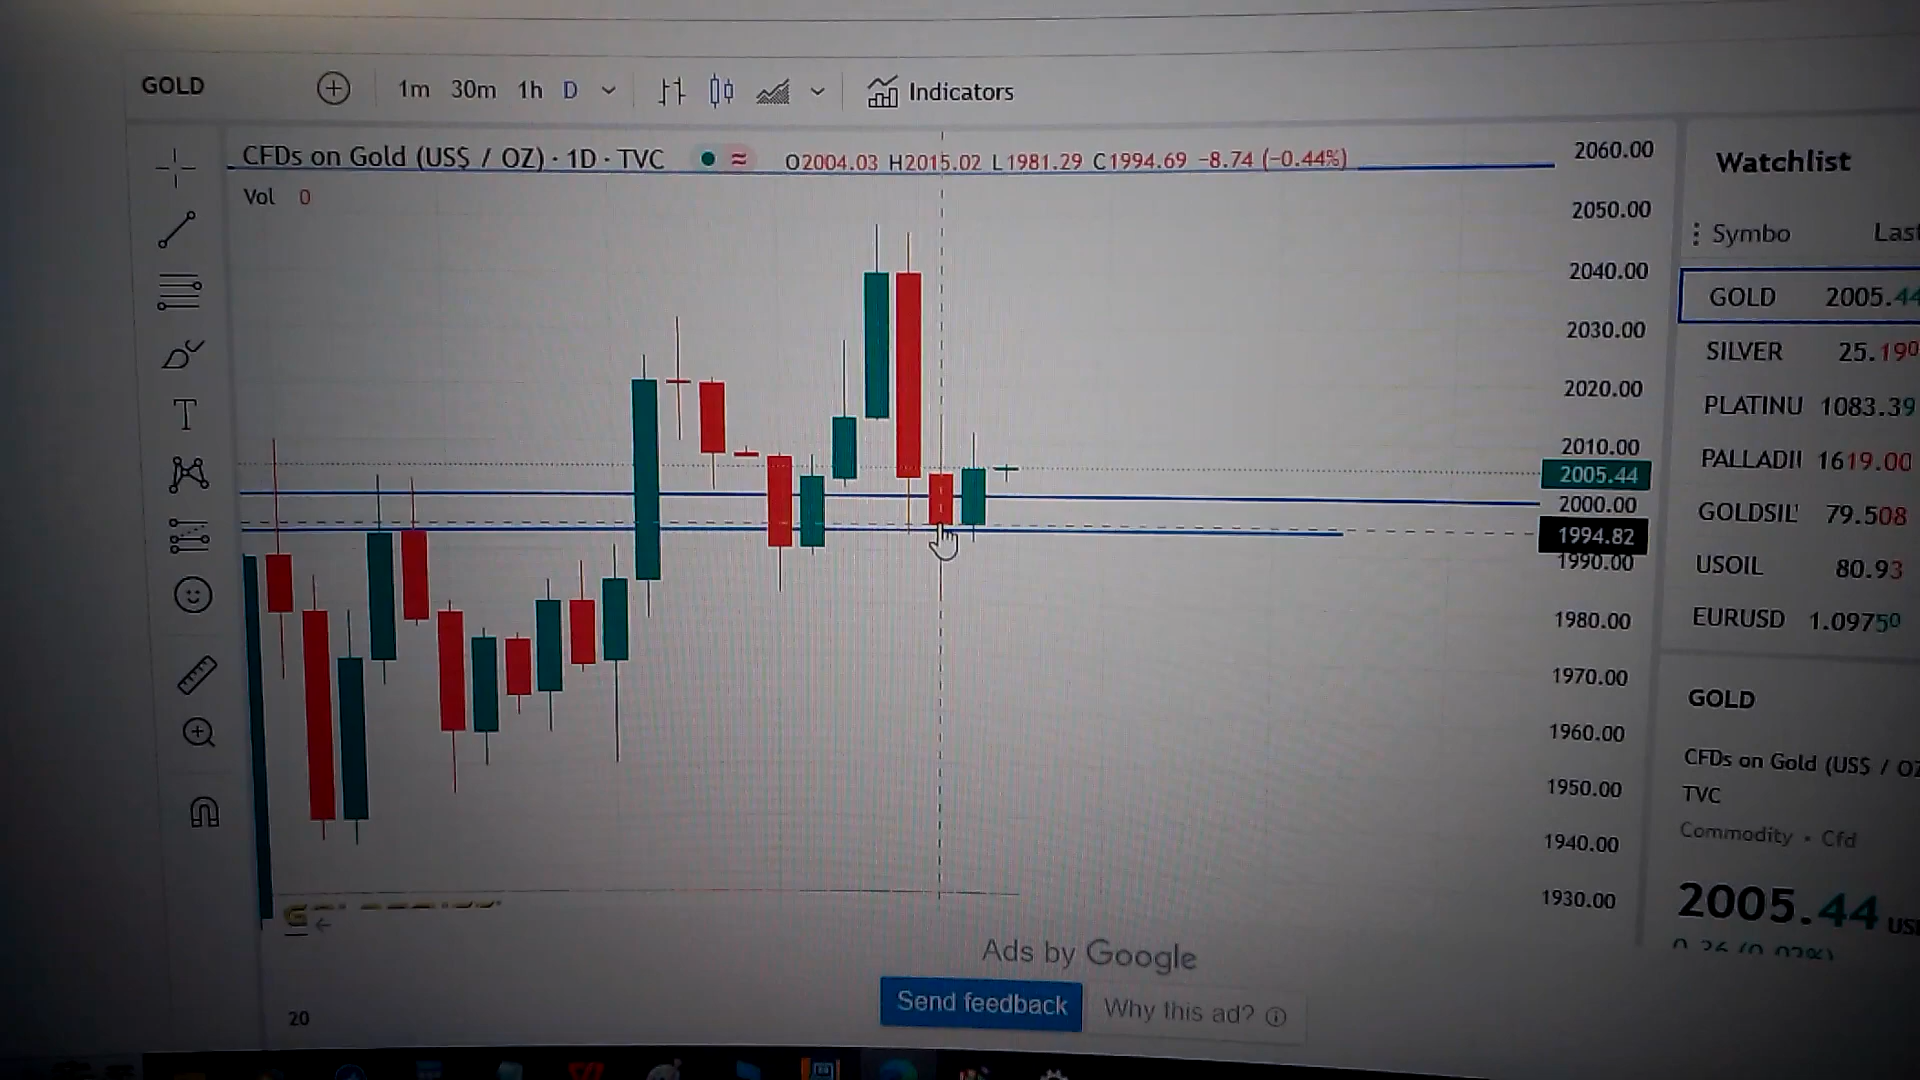 GOLD
1m 30m 1h D
Indicators
CFDs on Gold (US$ / OZ) · 1D · TVC
O2004.03 H2015.02 L1981.29 C1994.69 −8.74 (−0.44%)
Vol 0
2060.00
2050.00
2040.00
2030.00
2020.00
2010.00
2005.44
2000.00
1994.82
1990.00
1980.00
1970.00
1960.00
1950.00
1940.00
1930.00
Watchlist
Symbo Last
GOLD 2005.44
SILVER 25.190
PLATINU 1083.39
PALLADII 1619.00
GOLDSIL' 79.508
USOIL 80.93
EURUSD 1.09750
GOLD
CFDs on Gold (US$ / OZ
TVC
Commodity • Cfd
2005.44
20
Ads by Google
Send feedback
Why this ad?